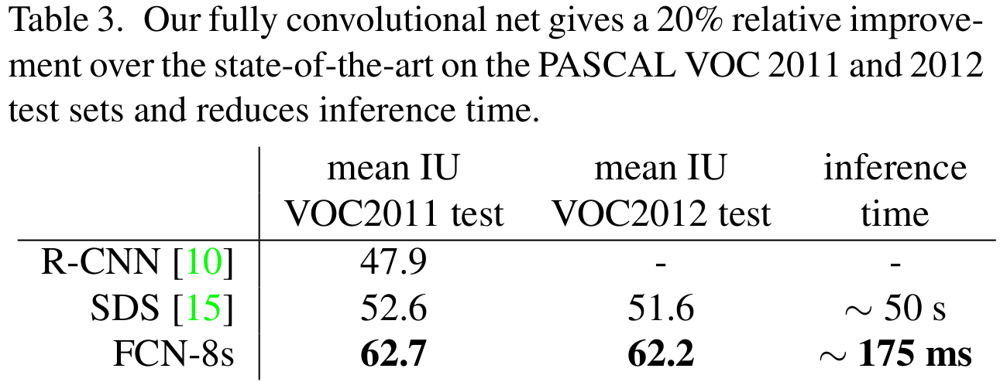 Table 3. Our fully convolutional net gives a 20% relative improve-
ment over the state-of-the-art on the PASCAL VOC 2011 and 2012
test sets and reduces inference time.
mean IU mean IU inference
VOC2011 test VOC2012 test time
R-CNN [10] 47.9 - -
SDS [15] 52.6 51.6 ~ 50 s
FCN-8s 62.7 62.2 ~ 175 ms